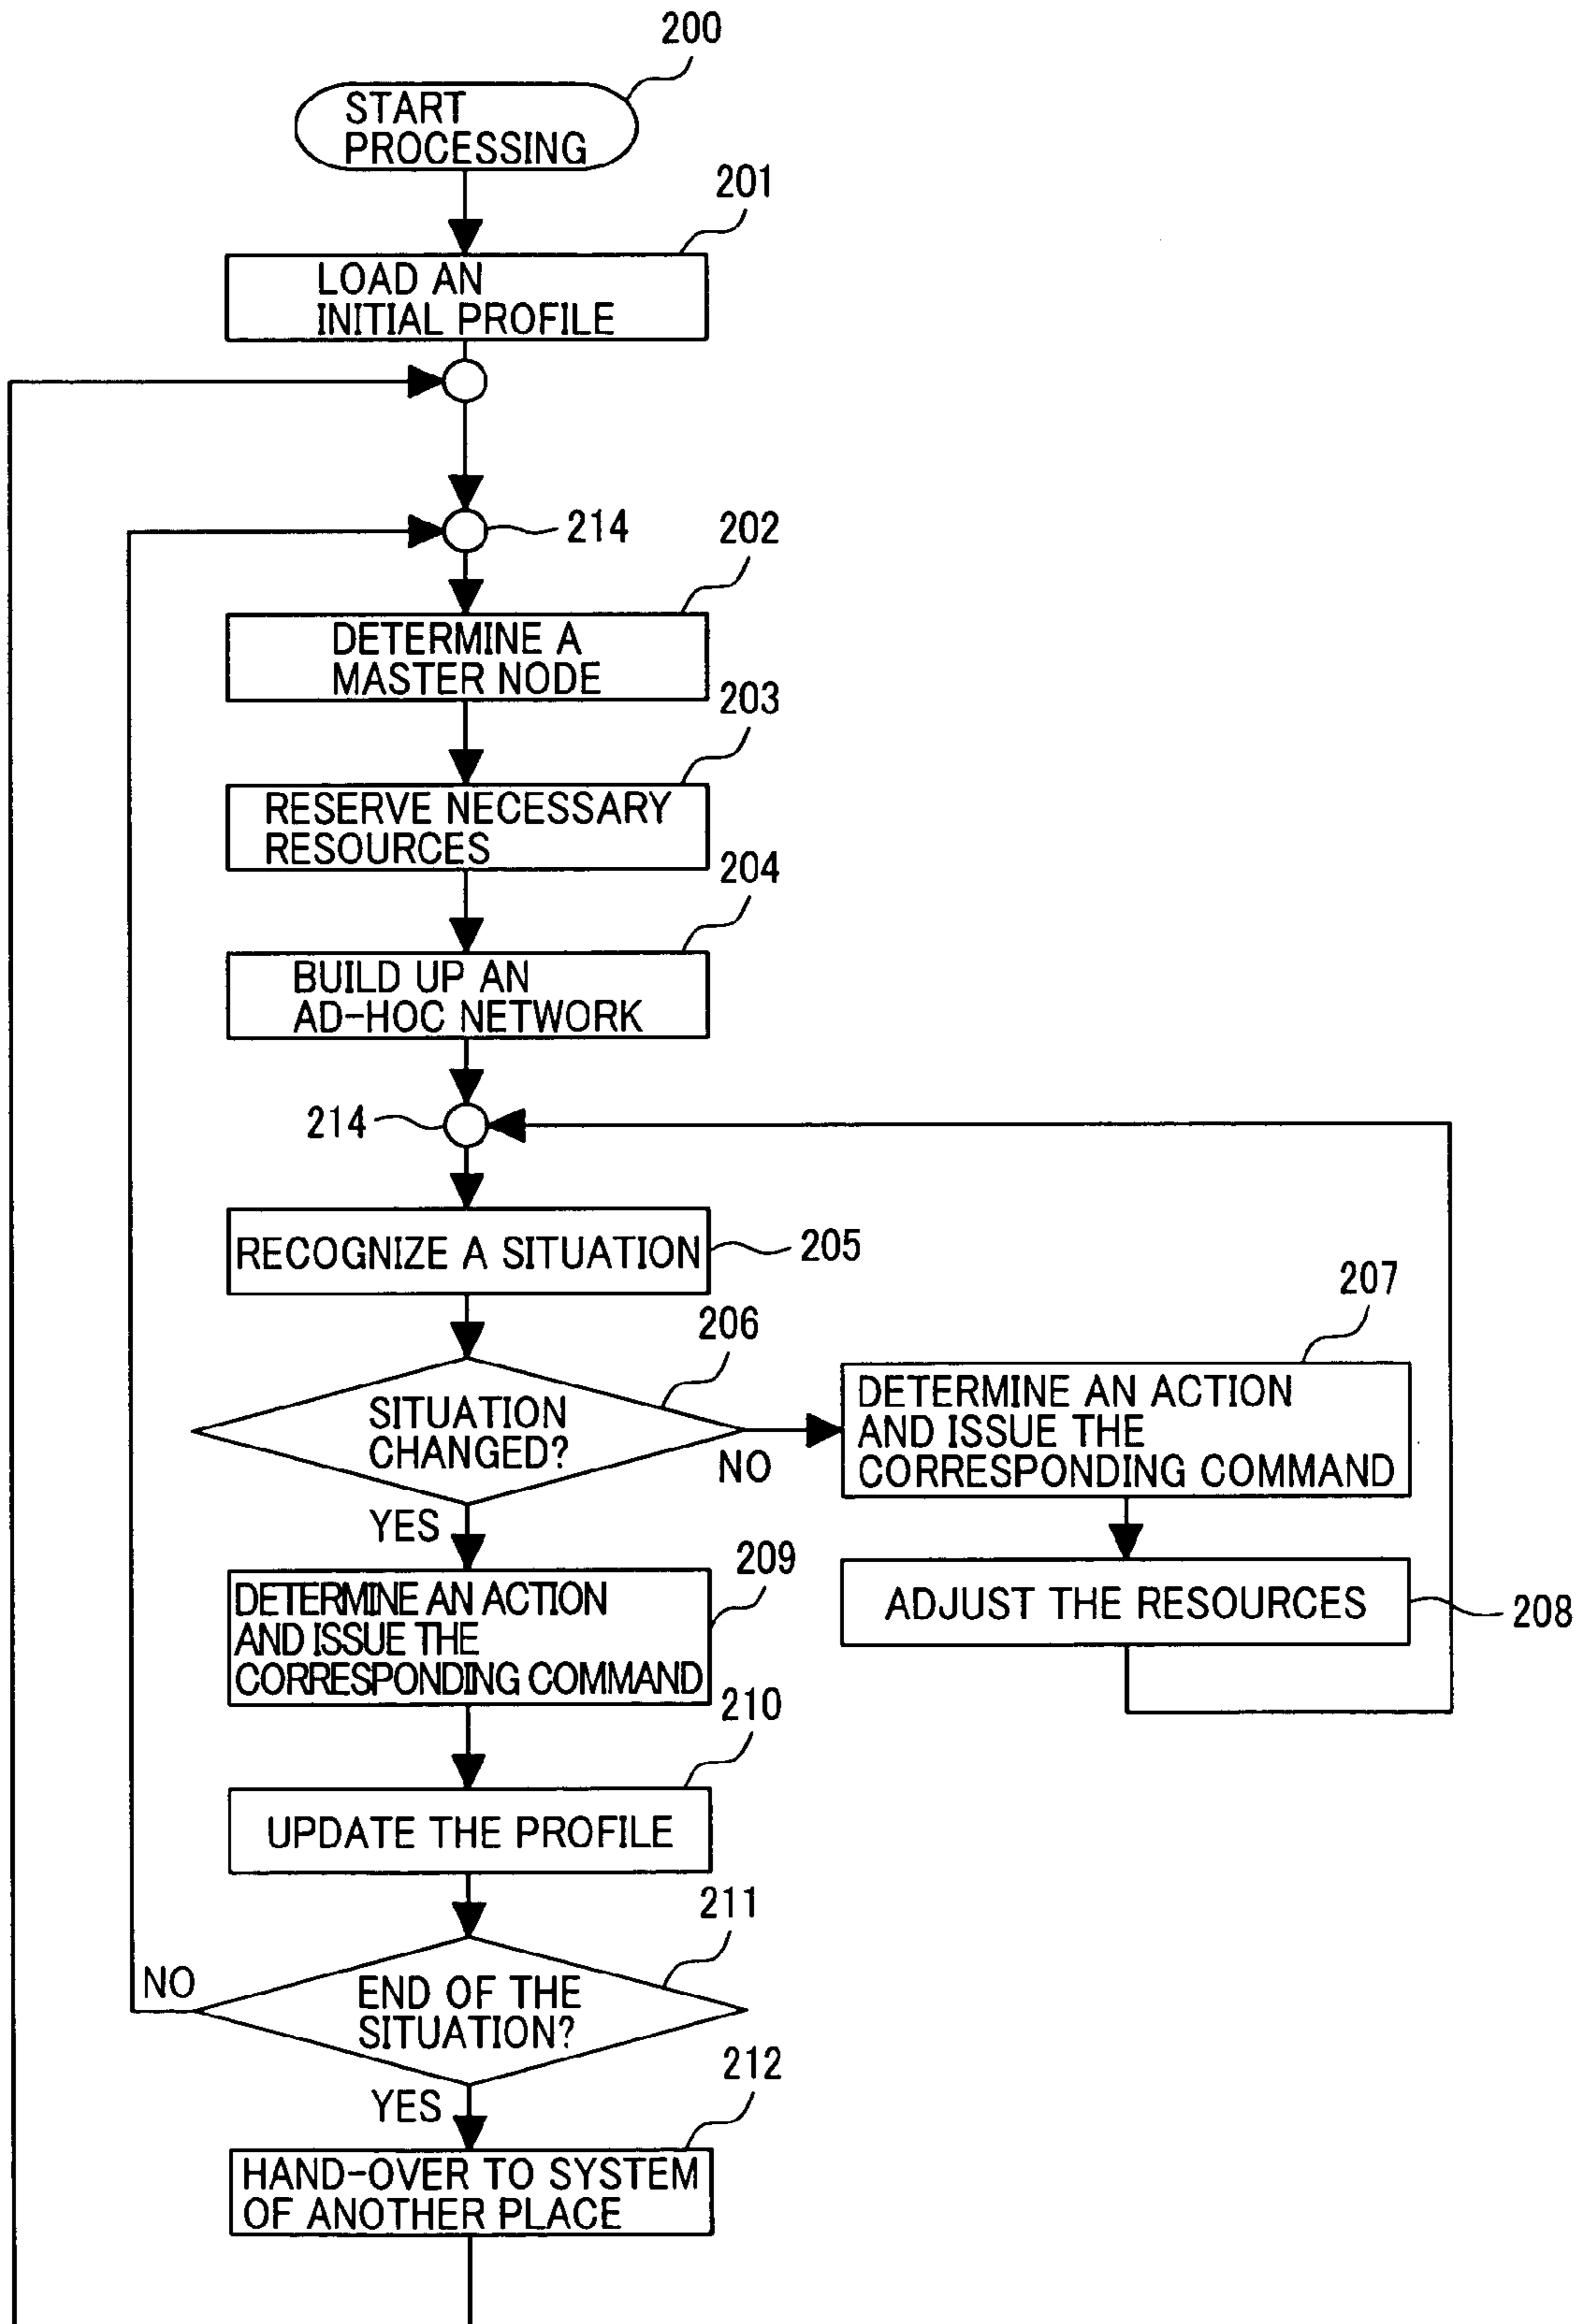 200
START
PROCESSING
201
LOAD AN
INITIAL PROFILE
214
202
DETERMINE A
MASTER NODE
203
RESERVE NECESSARY
RESOURCES
204
BUILD UP AN
AD-HOC NETWORK
214
RECOGNIZE A SITUATION
205
206
SITUATION
CHANGED?
NO
YES
207
DETERMINE AN ACTION
AND ISSUE THE
CORRESPONDING COMMAND
ADJUST THE RESOURCES
208
209
DETERMINE AN ACTION
AND ISSUE THE
CORRESPONDING COMMAND
210
UPDATE THE PROFILE
211
NO
END OF THE
SITUATION?
YES
212
HAND-OVER TO SYSTEM
OF ANOTHER PLACE